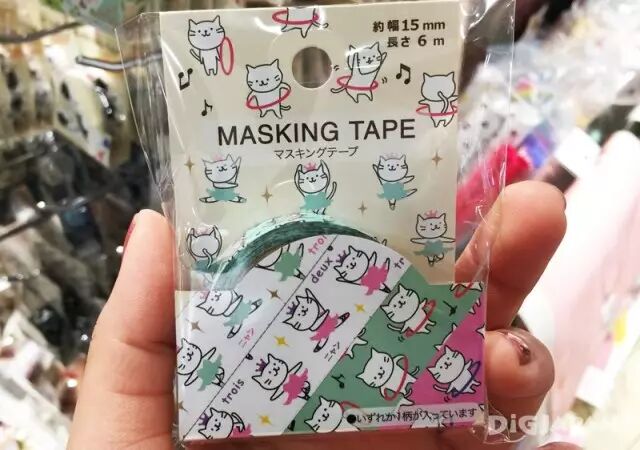 約幅15mm
長さ6m
MASKING TAPE
マスキングテープ
trois
deux
tr
ニャン
ニャン
trois
●いずれか1柄が入っています
DiGJAPAN